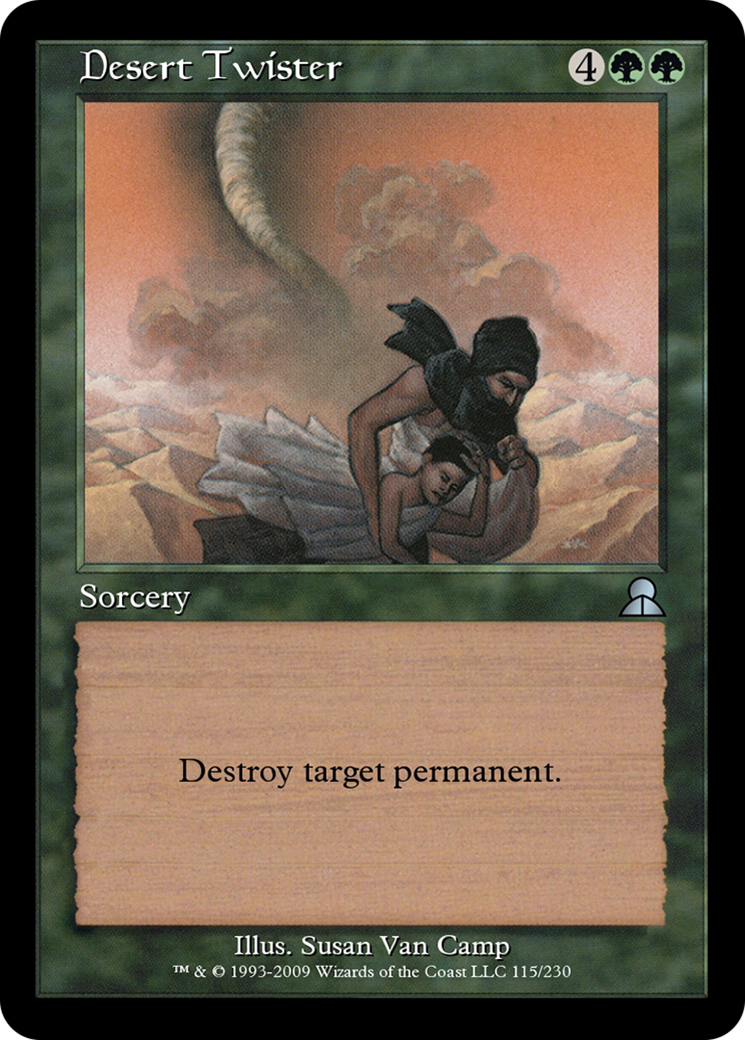 Desert Twister
4
Sorcery
Destroy target permanent.
Illus. Susan Van Camp
™ & © 1993-2009 Wizards of the Coast LLC 115/230